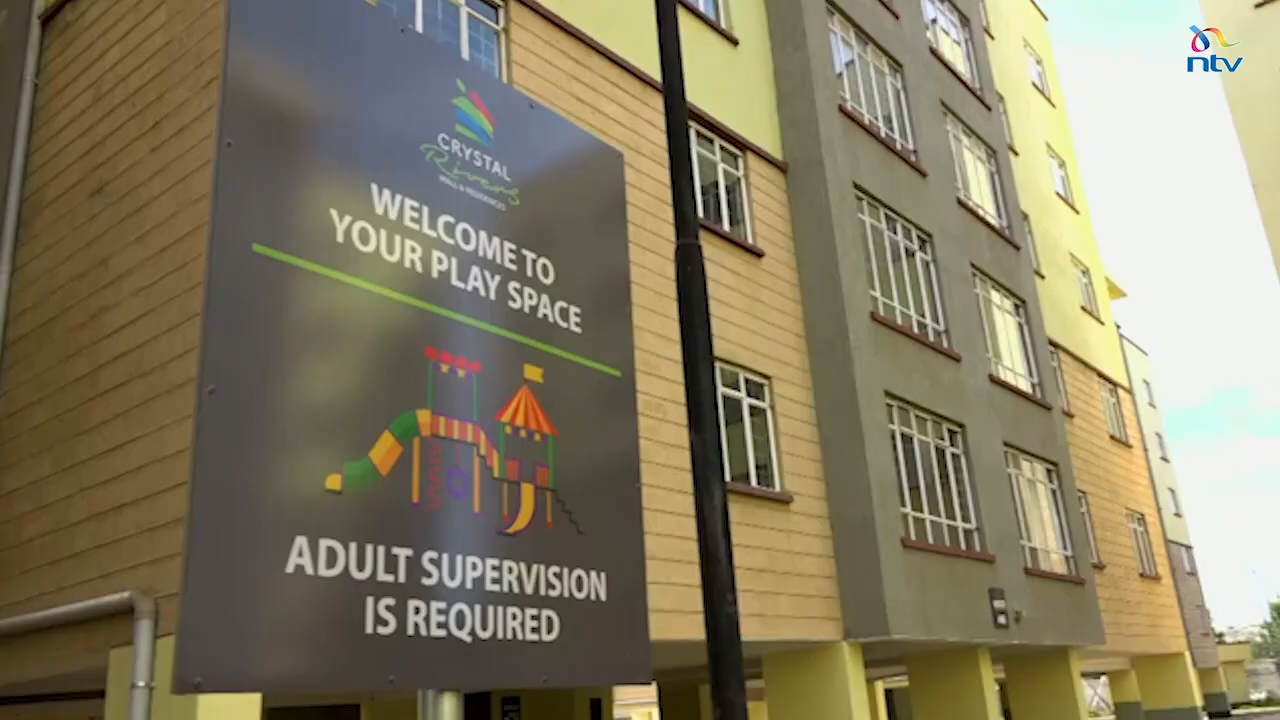 ntv
CRYSTAL
Rivers
MALL & RESIDENCES
WELCOME TO
YOUR PLAY SPACE
ADULT SUPERVISION
IS REQUIRED